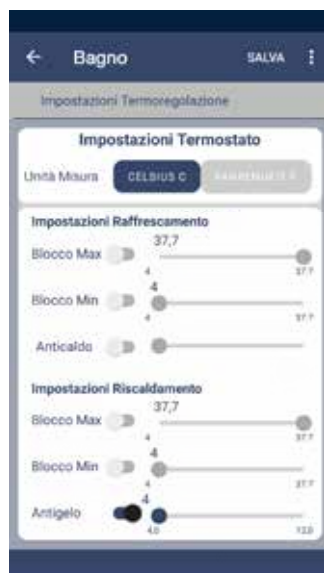 Bagno SALVA
Impostazioni Termoregolazione
Impostazioni Termostato
Unità Misura CELSIUS C FAHRENHEIT F
Impostazioni Raffrescamento
37,7
Blocco Max
4 37.7
4
Blocco Min
4 37.7
Anticaldo
Impostazioni Riscaldamento
37,7
Blocco Max
4 37.7
4
Blocco Min
4 37.7
4
Antigelo
4,0